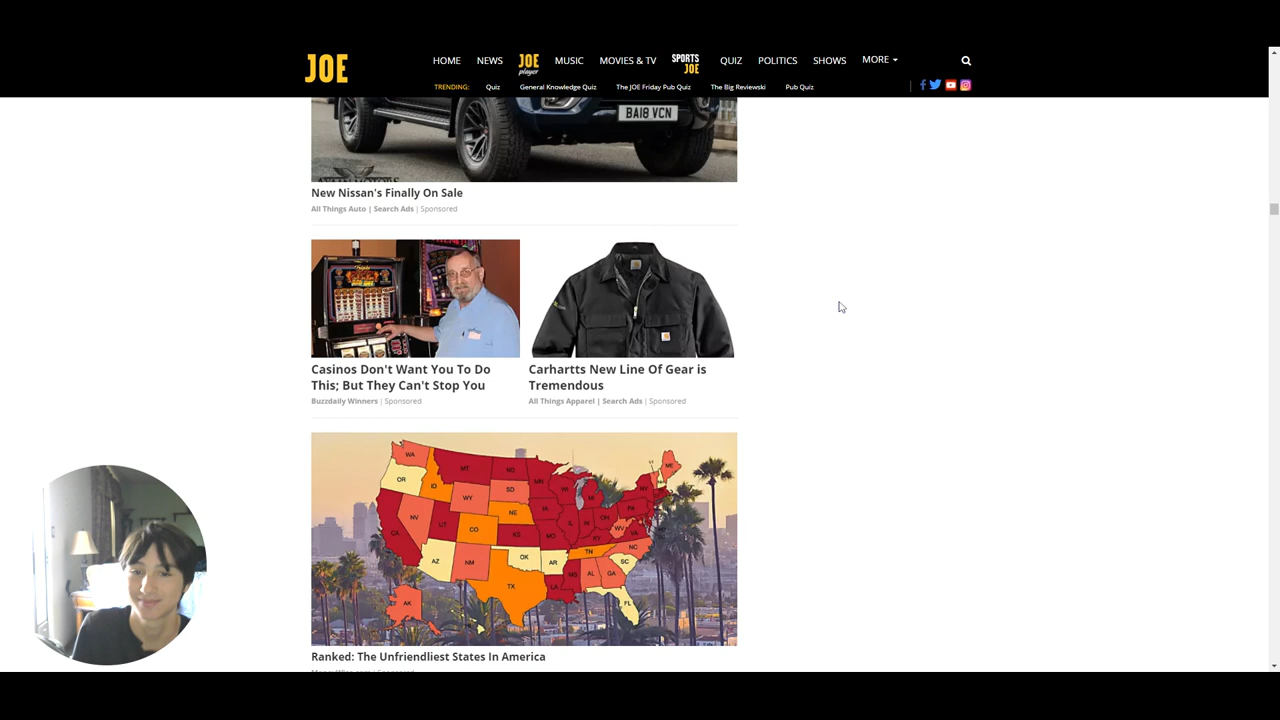 JOE
HOME NEWS JOE player MUSIC MOVIES & TV SPORTS JOE QUIZ POLITICS SHOWS MORE
TRENDING: Quiz General Knowledge Quiz The JOE Friday Pub Quiz The Big Reviewski Pub Quiz
BA18 VCN
New Nissan's Finally On Sale
All Things Auto | Search Ads | Sponsored
Casinos Don't Want You To Do
This; But They Can't Stop You
Buzzdaily Winners | Sponsored
Carhartts New Line Of Gear is
Tremendous
All Things Apparel | Search Ads | Sponsored
WA MT ND MN WI MI NY ME
OR ID WY SD IA IL IN OH PA
NV UT CO NE KS MO KY WV VA
CA AZ NM OK AR TN NC SC
TX LA MS AL GA FL
AK
Ranked: The Unfriendliest States In America